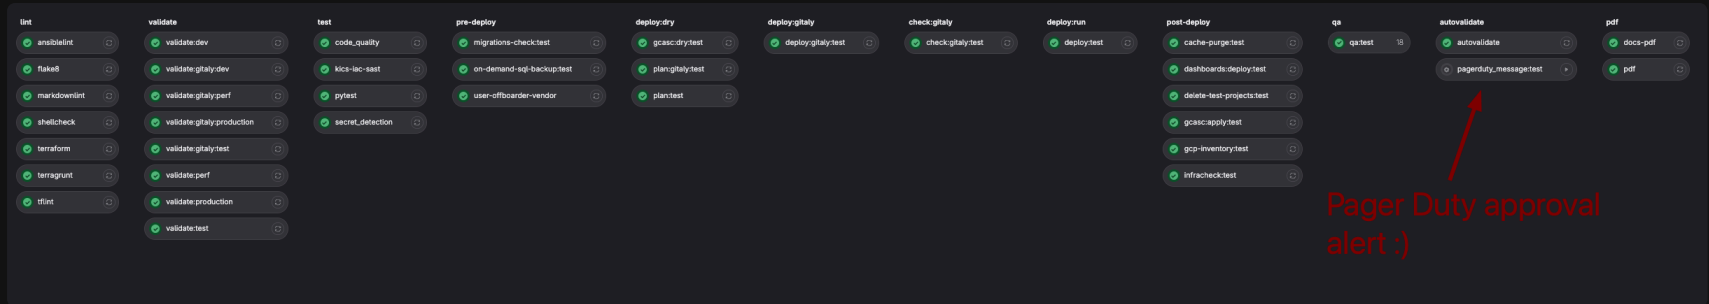 lint
ansiblelint
flake8
markdownlint
shellcheck
terraform
terragrunt
tflint
validate
validate:dev
validate:gitaly:dev
validate:gitaly:perf
validate:gitaly:production
validate:gitaly:test
validate:perf
validate:production
validate:test
test
code_quality
kics-iac-sast
pytest
secret_detection
pre-deploy
migrations-check:test
on-demand-sql-backup:test
user-offboarder-vendor
deploy:dry
gcasc:dry:test
plan:gitaly:test
plan:test
deploy:gitaly
deploy:gitaly:test
check:gitaly
check:gitaly:test
deploy:run
deploy:test
post-deploy
cache-purge:test
dashboards:deploy:test
delete-test-projects:test
gcasc:apply:test
gcp-inventory:test
infracheck:test
qa
qa:test 18
autovalidate
autovalidate
pagerduty_message:test
pdf
docs-pdf
pdf
Pager Duty approval
alert :)